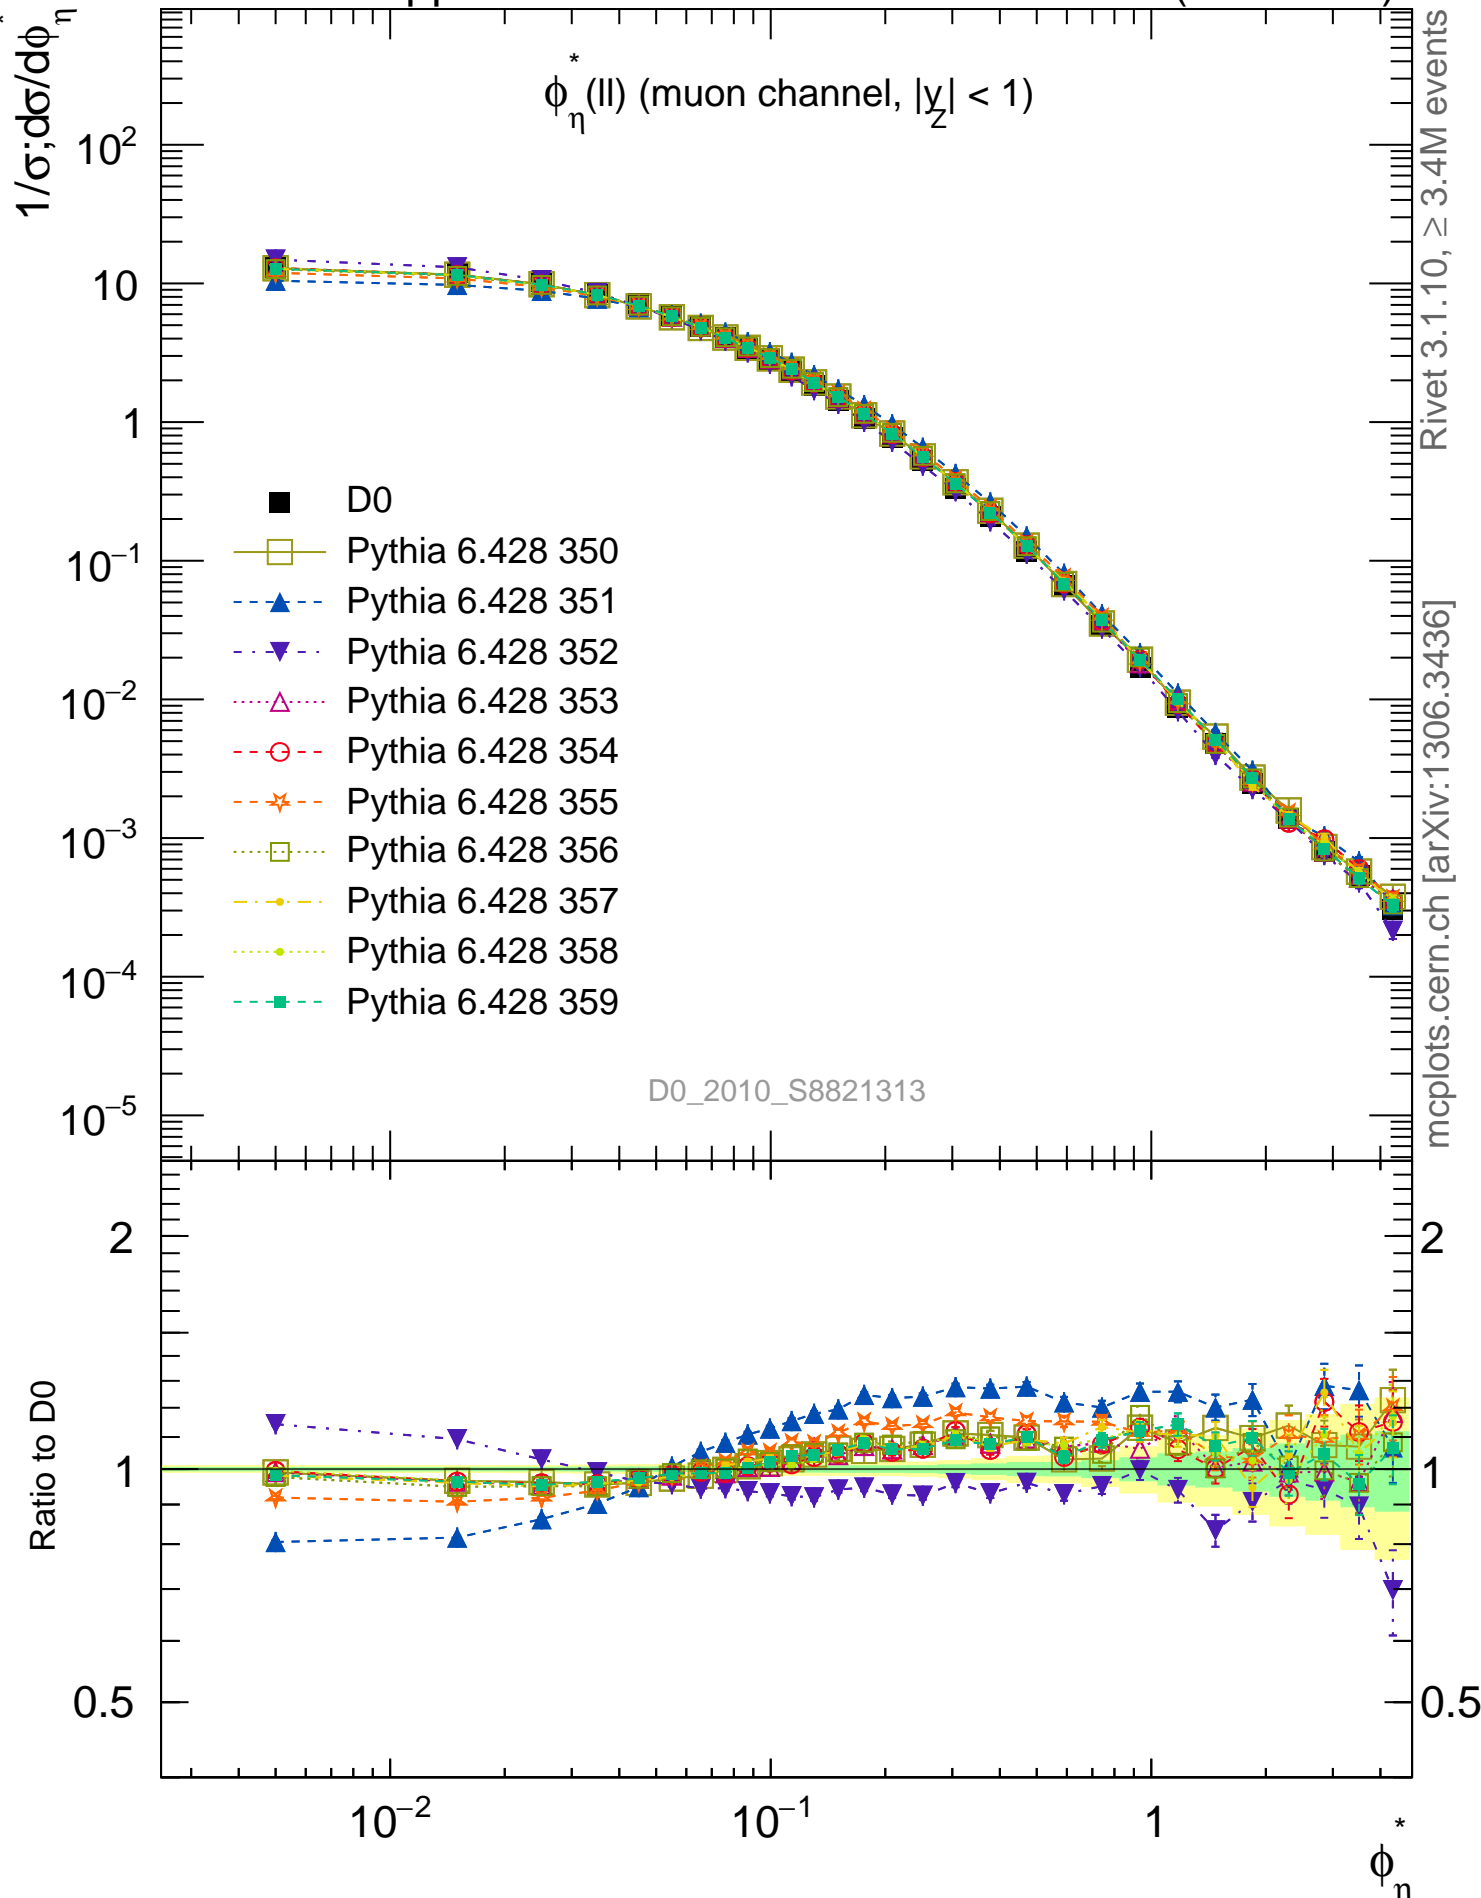 1/σ;dσ/dϕ*η
ϕ*η(ll) (muon channel, |yZ| < 1)
10²
10
1
10⁻¹
10⁻²
10⁻³
10⁻⁴
10⁻⁵
D0
Pythia 6.428 350
Pythia 6.428 351
Pythia 6.428 352
Pythia 6.428 353
Pythia 6.428 354
Pythia 6.428 355
Pythia 6.428 356
Pythia 6.428 357
Pythia 6.428 358
Pythia 6.428 359
D0_2010_S8821313
Rivet 3.1.10, ≥ 3.4M events
mcplots.cern.ch [arXiv:1306.3436]
Ratio to D0
2
1
0.5
2
1
0.5
10⁻²
10⁻¹
1
ϕ*η